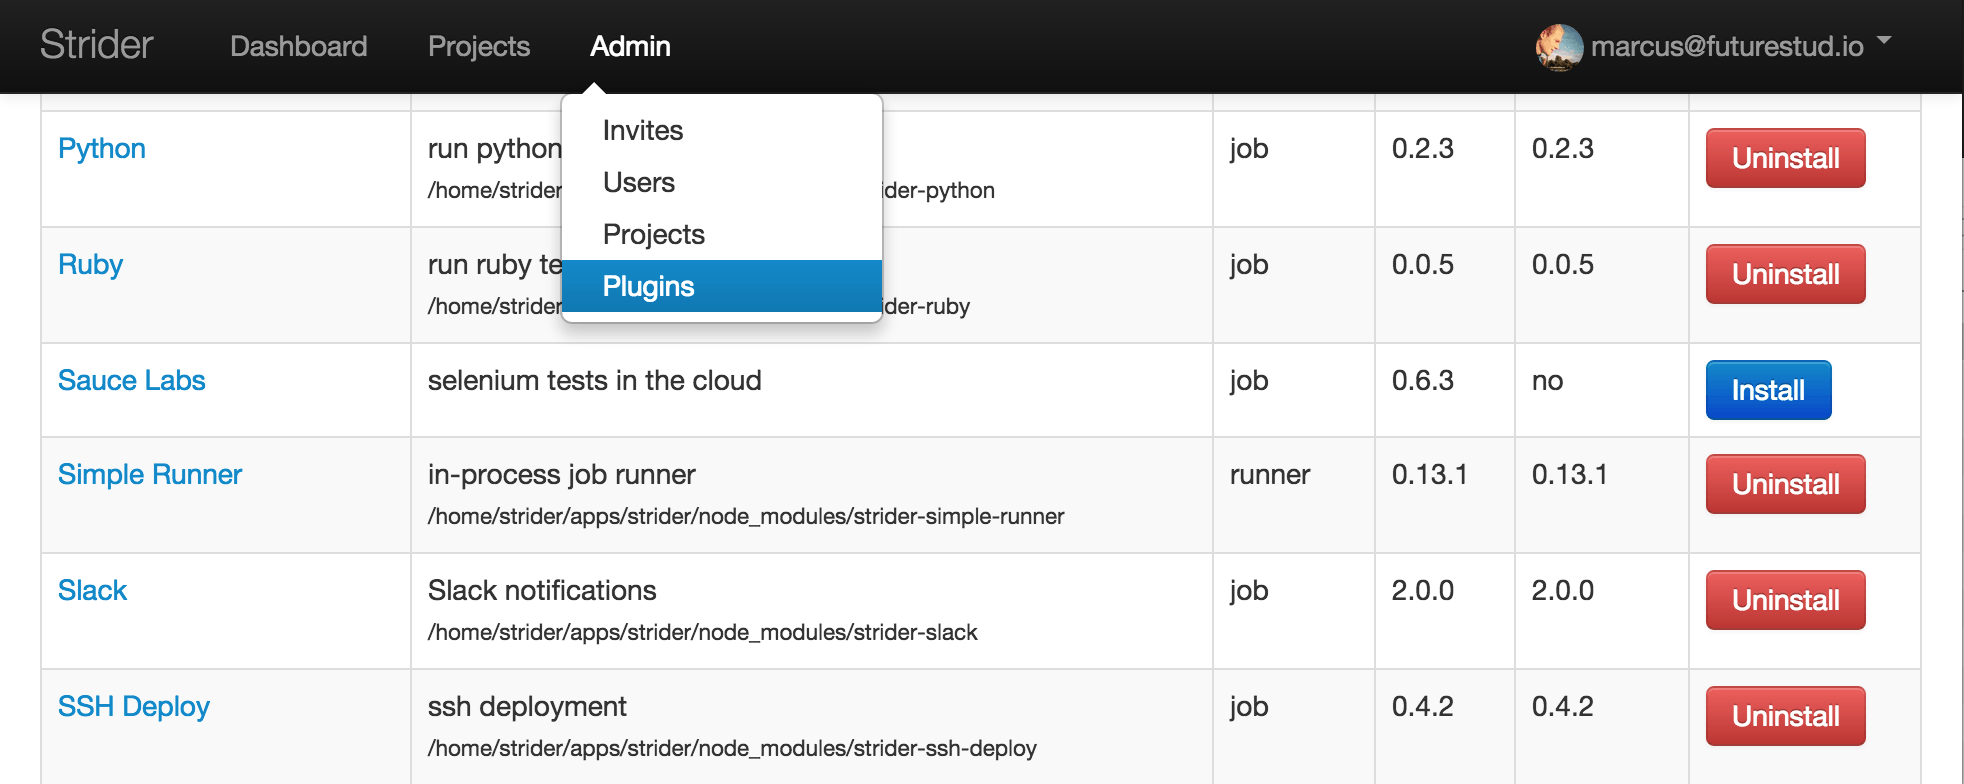 Strider Dashboard Projects Admin marcus@futurestud.io
Invites
Users
Projects
Plugins
Python run python job 0.2.3 0.2.3 Uninstall
/home/strider ider-python
Ruby run ruby te job 0.0.5 0.0.5 Uninstall
/home/strider ider-ruby
Sauce Labs selenium tests in the cloud job 0.6.3 no Install
Simple Runner in-process job runner runner 0.13.1 0.13.1 Uninstall
/home/strider/apps/strider/node_modules/strider-simple-runner
Slack Slack notifications job 2.0.0 2.0.0 Uninstall
/home/strider/apps/strider/node_modules/strider-slack
SSH Deploy ssh deployment job 0.4.2 0.4.2 Uninstall
/home/strider/apps/strider/node_modules/strider-ssh-deploy